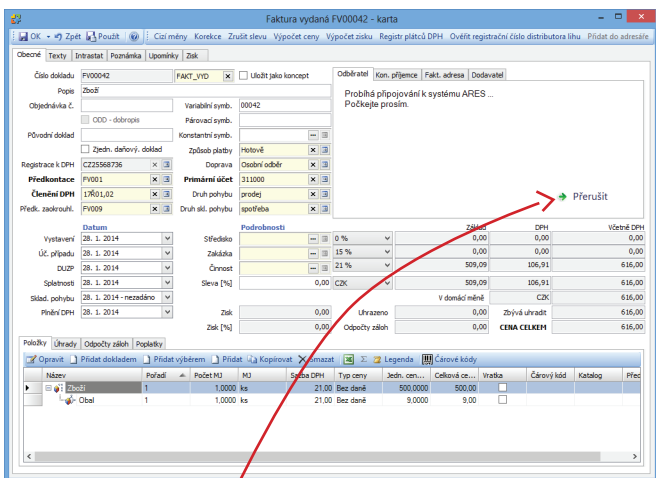 Faktura vydaná FV00042 - karta
OK Zpět Použít Cizí měny Korekce Zrušit slevu Výpočet ceny Výpočet zisku Registr plátců DPH Ověřit registrační číslo distributora lihu Přidat do adresáře
Obecné Texty Intrastat Poznámka Upomínky Zisk
Číslo dokladu FV00042 FAKT_VYD Uložit jako koncept Odběratel Kon. příjemce Fakt. adresa Dodavatel
Popis Zboží Probíhá připojování k systému ARES ...
Počkejte prosím.
Objednávka č. Variabilní symb. 00042
ODD - dobropis Párovací symb.
Původní doklad Konstantní symb.
Zjedn. daňový. doklad Způsob platby Hotově
Registrace k DPH CZ25568736 Doprava Osobní odběr
Předkontace FV001 Primární účet 311000
Členění DPH 17Ř01,02 Druh pohybu prodej Přerušit
Předk. zaokrouhl. FV009 Druh skl. pohybu spotřeba
Datum Podrobnosti Základ DPH Včetně DPH
Vystavení 28. 1. 2014 Středisko 0 % 0,00 0,00 0,00
Úč. případu 28. 1. 2014 Zakázka 15 % 0,00 0,00 0,00
DUZP 28. 1. 2014 Činnost 21 % 509,09 106,91 616,00
Splatnosti 28. 1. 2014 Sleva [%] 0,00 CZK 509,09 106,91 616,00
Sklad. pohybu 28. 1. 2014 - nezadáno V domácí měně CZK 616,00
Plnění DPH 28. 1. 2014 Zisk 0,00 Uhrazeno 0,00 Zbývá uhradit 616,00
Zisk [%] 0,00 Odpočty záloh 0,00 CENA CELKEM 616,00
Položky Úhrady Odpočty záloh Poplatky
Opravit Přidat dokladem Přidat výběrem Přidat Kopírovat Smazat Σ Legenda Čárové kódy
Název Pořadí Počet MJ MJ Sazba DPH Typ ceny Jedn. cen... Celková ce... Vratka Čárový kód Katalog Před
Zboží 1 1,0000 ks 21,00 Bez daně 500,0000 500,00
Obal 1 1,0000 ks 21,00 Bez daně 9,0000 9,00